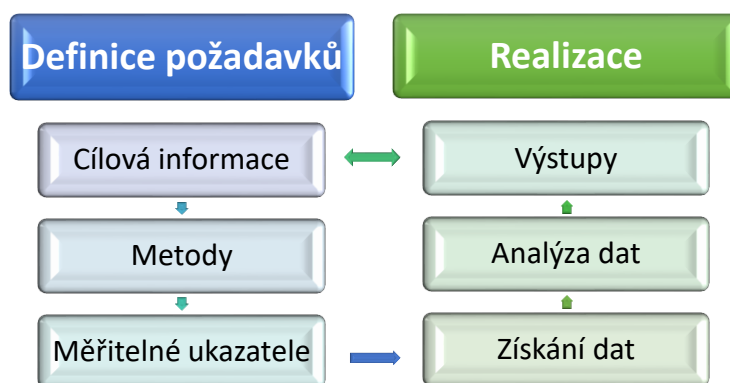 Definice požadavků
Realizace
Cílová informace
Výstupy
Metody
Analýza dat
Měřitelné ukazatele
Získání dat